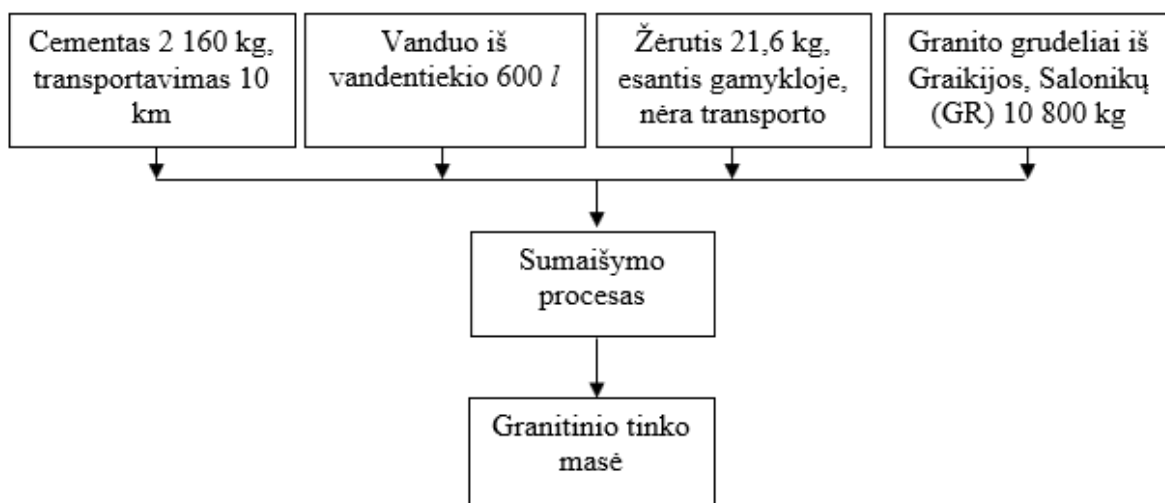 Cementas 2 160 kg,
transportavimas 10
km
Vanduo iš
vandentiekio 600 l
Žėrutis 21,6 kg,
esantis gamykloje,
nėra transporto
Granito grudeliai iš
Graikijos, Salonikų
(GR) 10 800 kg
Sumaišymo
procesas
Granitinio tinko
masė